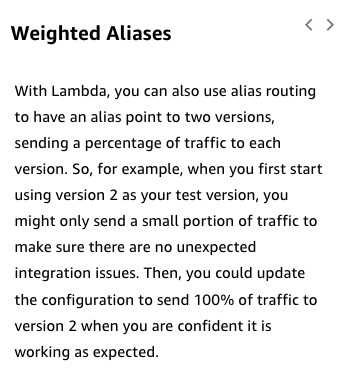 Weighted Aliases
With Lambda, you can also use alias routing
to have an alias point to two versions,
sending a percentage of traffic to each
version. So, for example, when you first start
using version 2 as your test version, you
might only send a small portion of traffic to
make sure there are no unexpected
integration issues. Then, you could update
the configuration to send 100% of traffic to
version 2 when you are confident it is
working as expected.